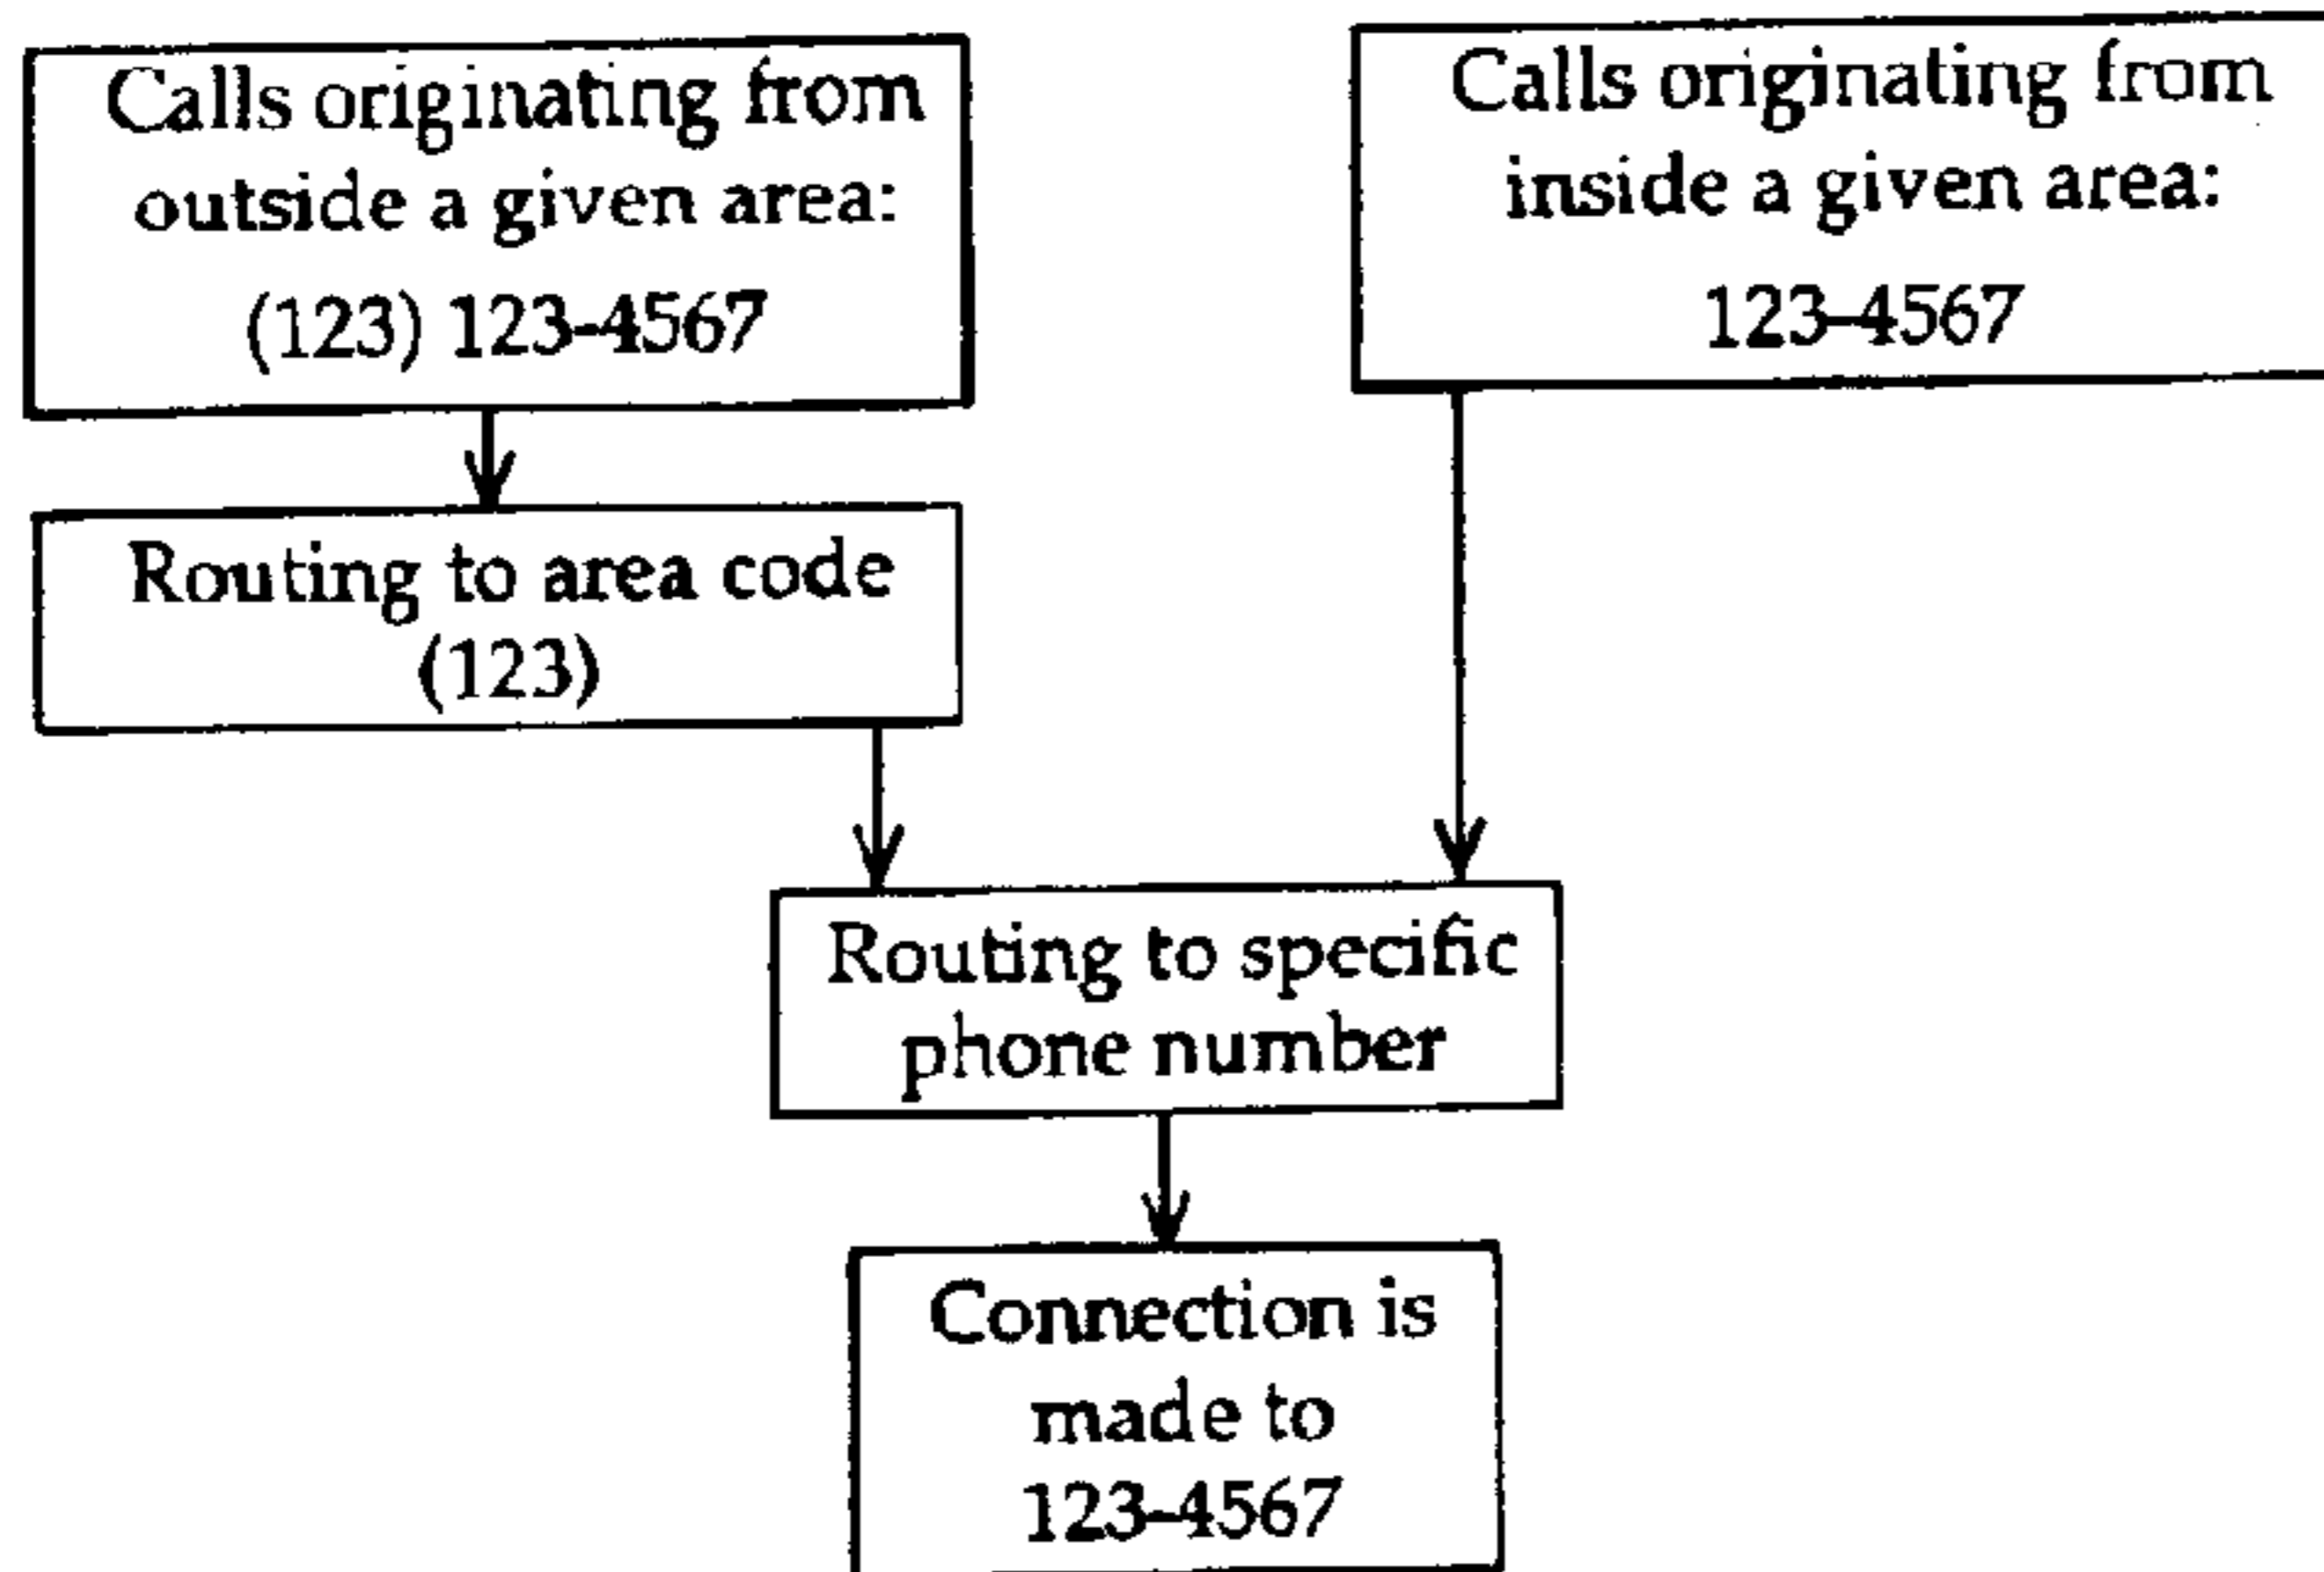 Calls originating from
outside a given area:
(123) 123-4567
Calls originating from
inside a given area:
123-4567
Routing to area code
(123)
Routing to specific
phone number
Connection is
made to
123-4567